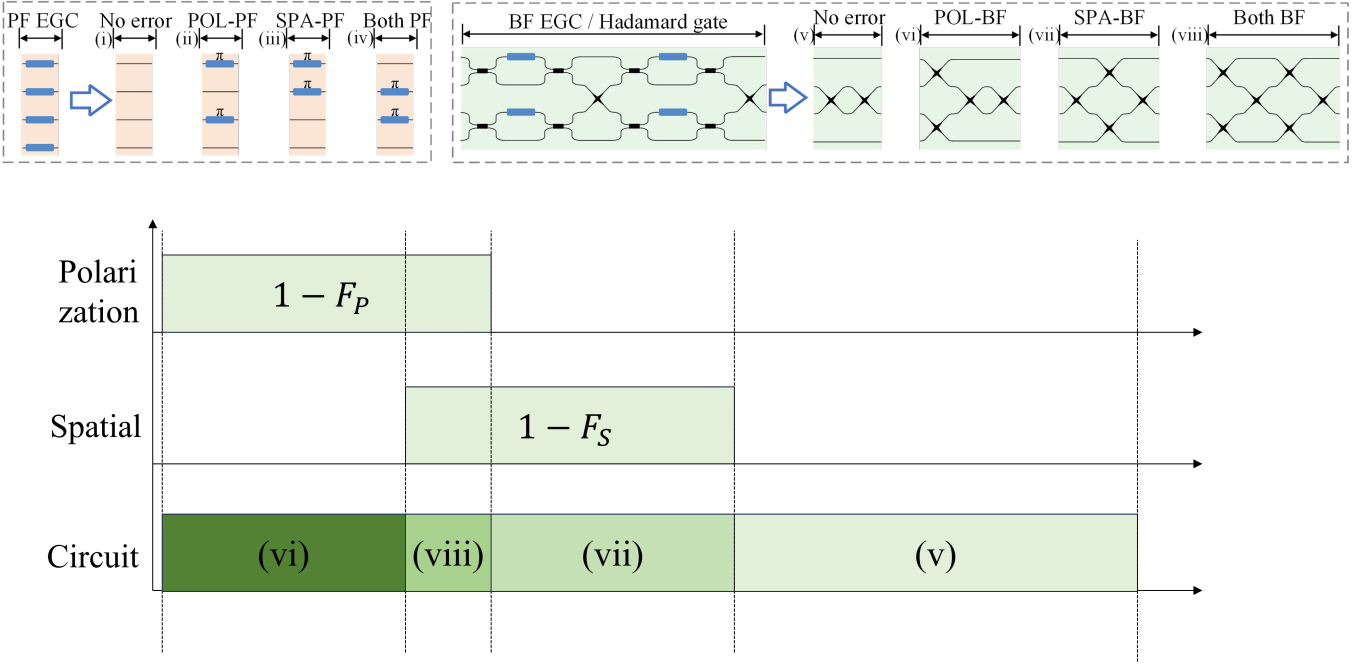 PF EGC
No error
POL-PF
SPA-PF
Both PF
(i)
(ii)
(iii)
(iv)
π
π
π
π
π
π
BF EGC / Hadamard gate
No error
POL-BF
SPA-BF
Both BF
(v)
(vi)
(vii)
(viii)
Polari
zation
1 − F_P
Spatial
1 − F_S
Circuit
(vi)
(viii)
(vii)
(v)